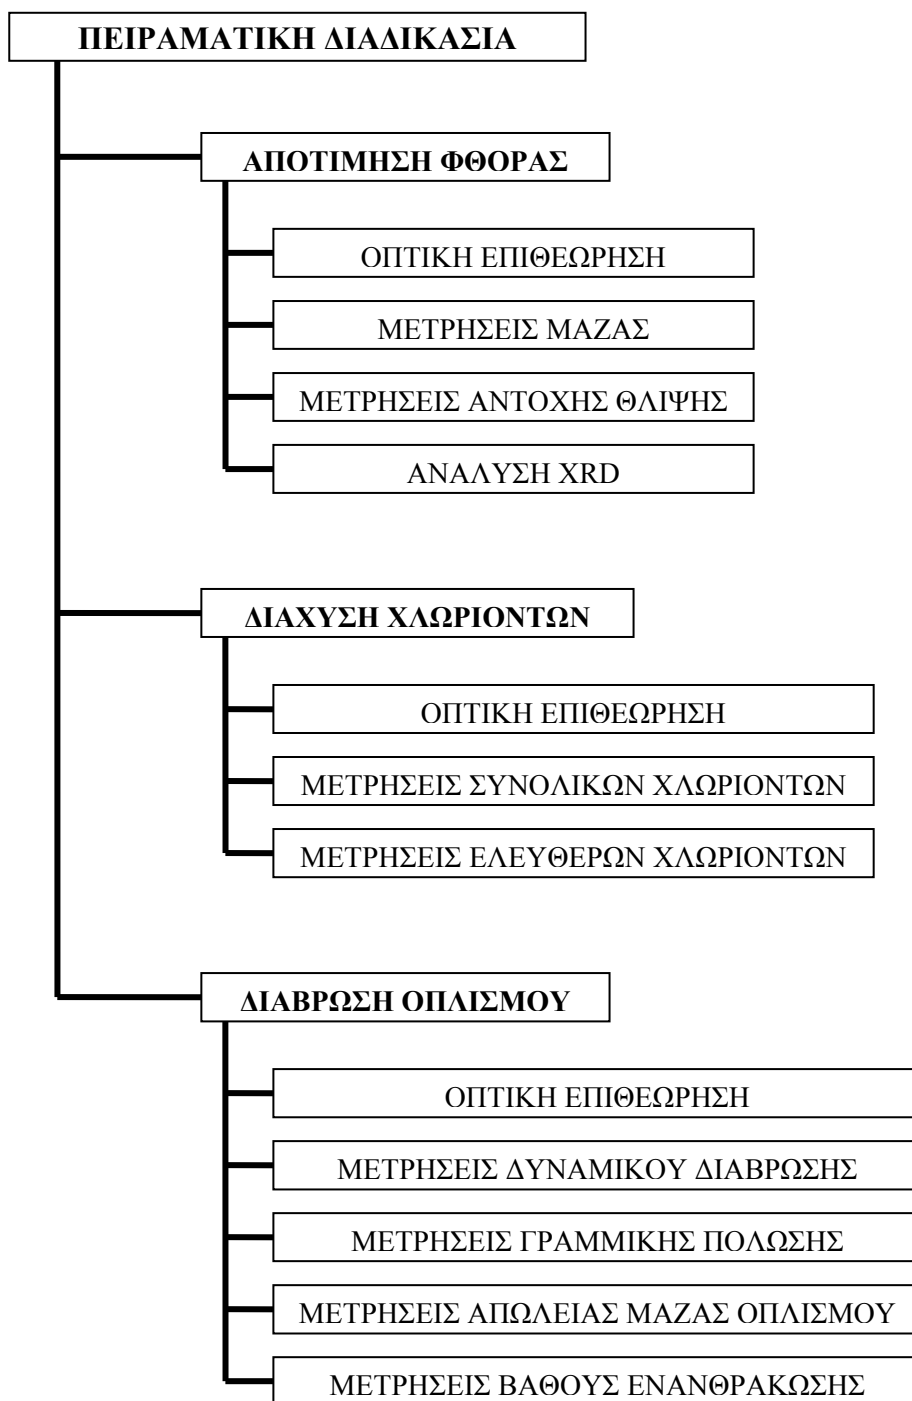 ΠΕΙΡΑΜΑΤΙΚΗ ΔΙΑΔΙΚΑΣΙΑ
ΑΠΟΤΙΜΗΣΗ ΦΘΟΡΑΣ
ΟΠΤΙΚΗ ΕΠΙΘΕΩΡΗΣΗ
ΜΕΤΡΗΣΕΙΣ ΜΑΖΑΣ
ΜΕΤΡΗΣΕΙΣ ΑΝΤΟΧΗΣ ΘΛΙΨΗΣ
ΑΝΑΛΥΣΗ XRD
ΔΙΑΧΥΣΗ ΧΛΩΡΙΟΝΤΩΝ
ΟΠΤΙΚΗ ΕΠΙΘΕΩΡΗΣΗ
ΜΕΤΡΗΣΕΙΣ ΣΥΝΟΛΙΚΩΝ ΧΛΩΡΙΟΝΤΩΝ
ΜΕΤΡΗΣΕΙΣ ΕΛΕΥΘΕΡΩΝ ΧΛΩΡΙΟΝΤΩΝ
ΔΙΑΒΡΩΣΗ ΟΠΛΙΣΜΟΥ
ΟΠΤΙΚΗ ΕΠΙΘΕΩΡΗΣΗ
ΜΕΤΡΗΣΕΙΣ ΔΥΝΑΜΙΚΟΥ ΔΙΑΒΡΩΣΗΣ
ΜΕΤΡΗΣΕΙΣ ΓΡΑΜΜΙΚΗΣ ΠΟΛΩΣΗΣ
ΜΕΤΡΗΣΕΙΣ ΑΠΩΛΕΙΑΣ ΜΑΖΑΣ ΟΠΛΙΣΜΟΥ
ΜΕΤΡΗΣΕΙΣ ΒΑΘΟΥΣ ΕΝΑΝΘΡΑΚΩΣΗΣ